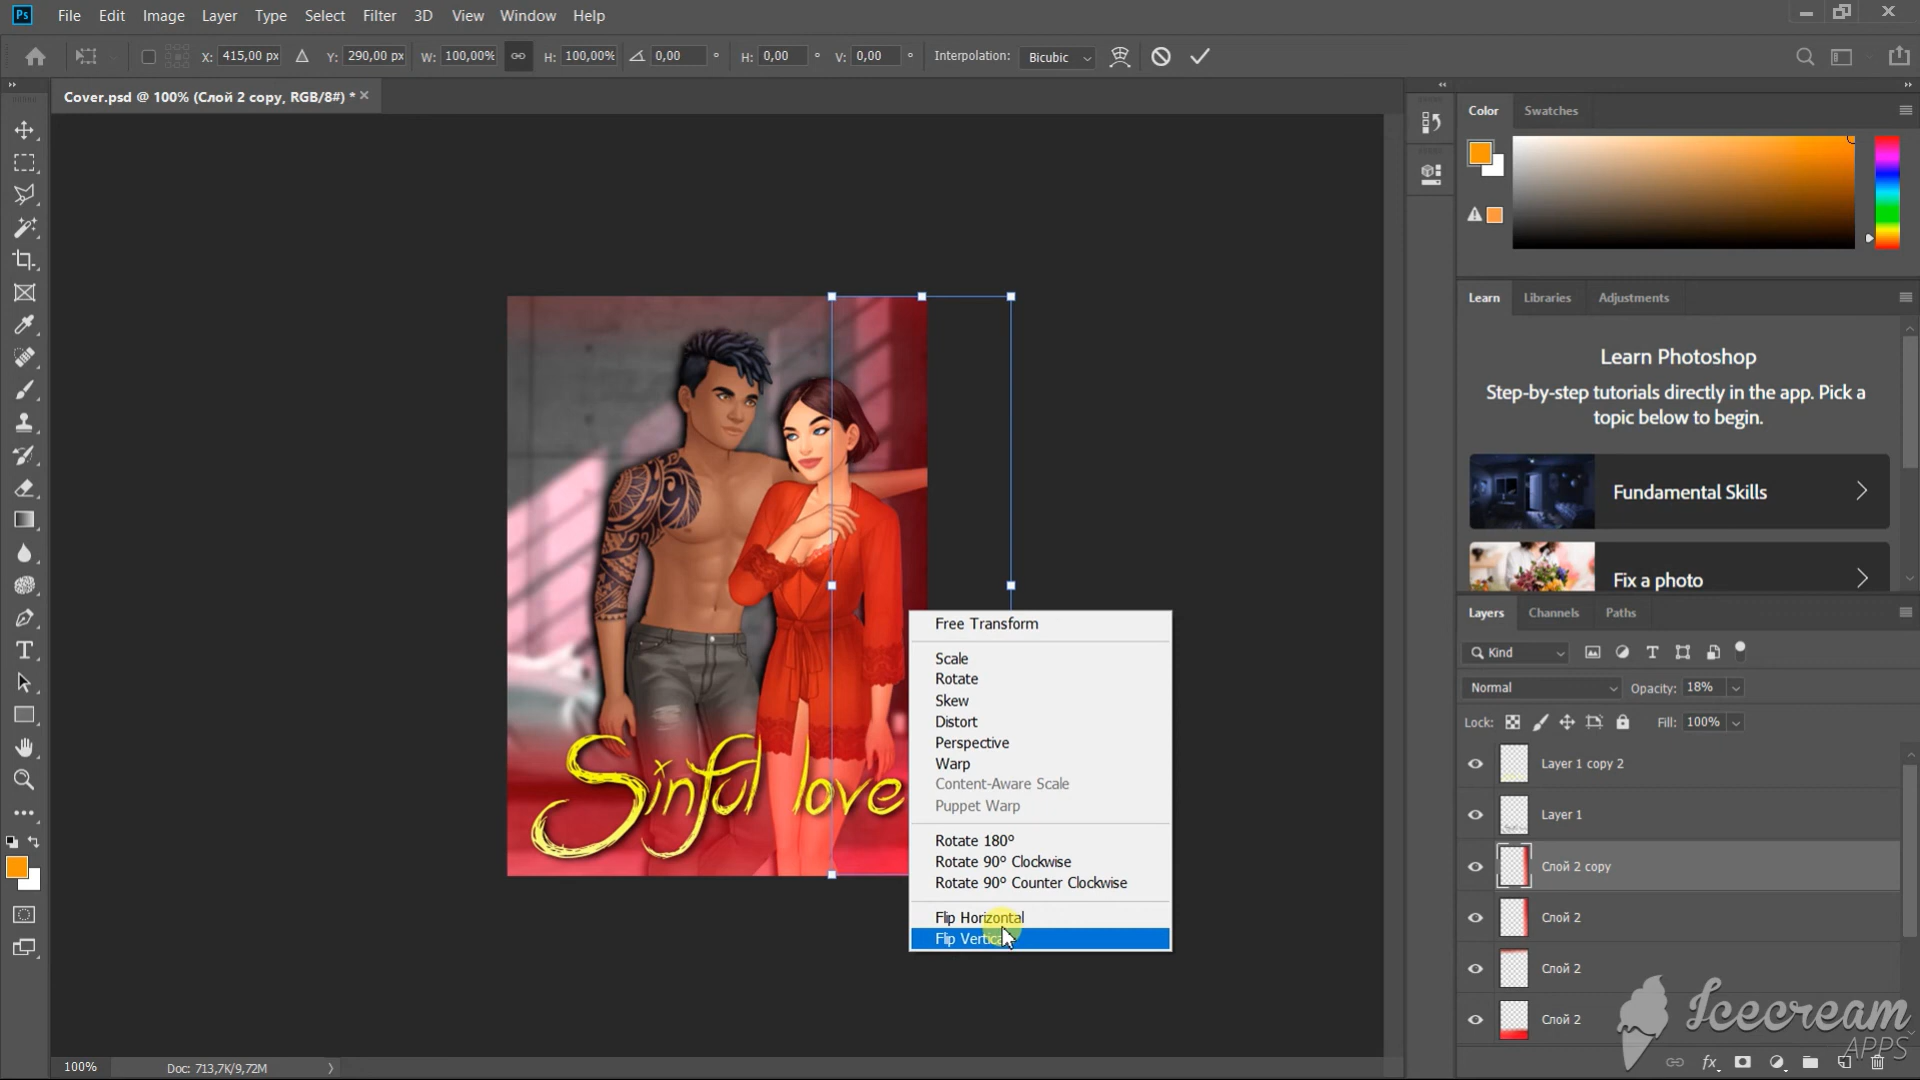 Ps File Edit Image Layer Type Select Filter 3D View Window Help
X: 415,00 px Y: 290,00 px W: 100,00% H: 100,00% 0,00 ° H: 0,00 ° V: 0,00 ° Interpolation: Bicubic
Cover.psd @ 100% (Слой 2 copy, RGB/8#) *
Color Swatches
Learn Libraries Adjustments
Learn Photoshop
Step-by-step tutorials directly in the app. Pick a
topic below to begin.
Fundamental Skills
Fix a photo
Sinful love
Free Transform
Scale
Rotate
Skew
Distort
Perspective
Warp
Content-Aware Scale
Puppet Warp
Rotate 180°
Rotate 90° Clockwise
Rotate 90° Counter Clockwise
Flip Horizontal
Flip Vertical
Layers Channels Paths
Kind
Normal Opacity: 18%
Lock: Fill: 100%
Layer 1 copy 2
Layer 1
Слой 2 copy
Слой 2
Слой 2
Слой 2
fx
100% Doc: 713,7K/9,72M
Icecream
APPS